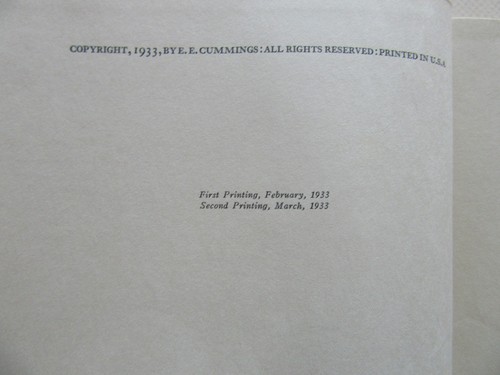 COPYRIGHT, 1933, BY E. E. CUMMINGS: ALL RIGHTS RESERVED: PRINTED IN U.S.A
First Printing, February, 1933
Second Printing, March, 1933